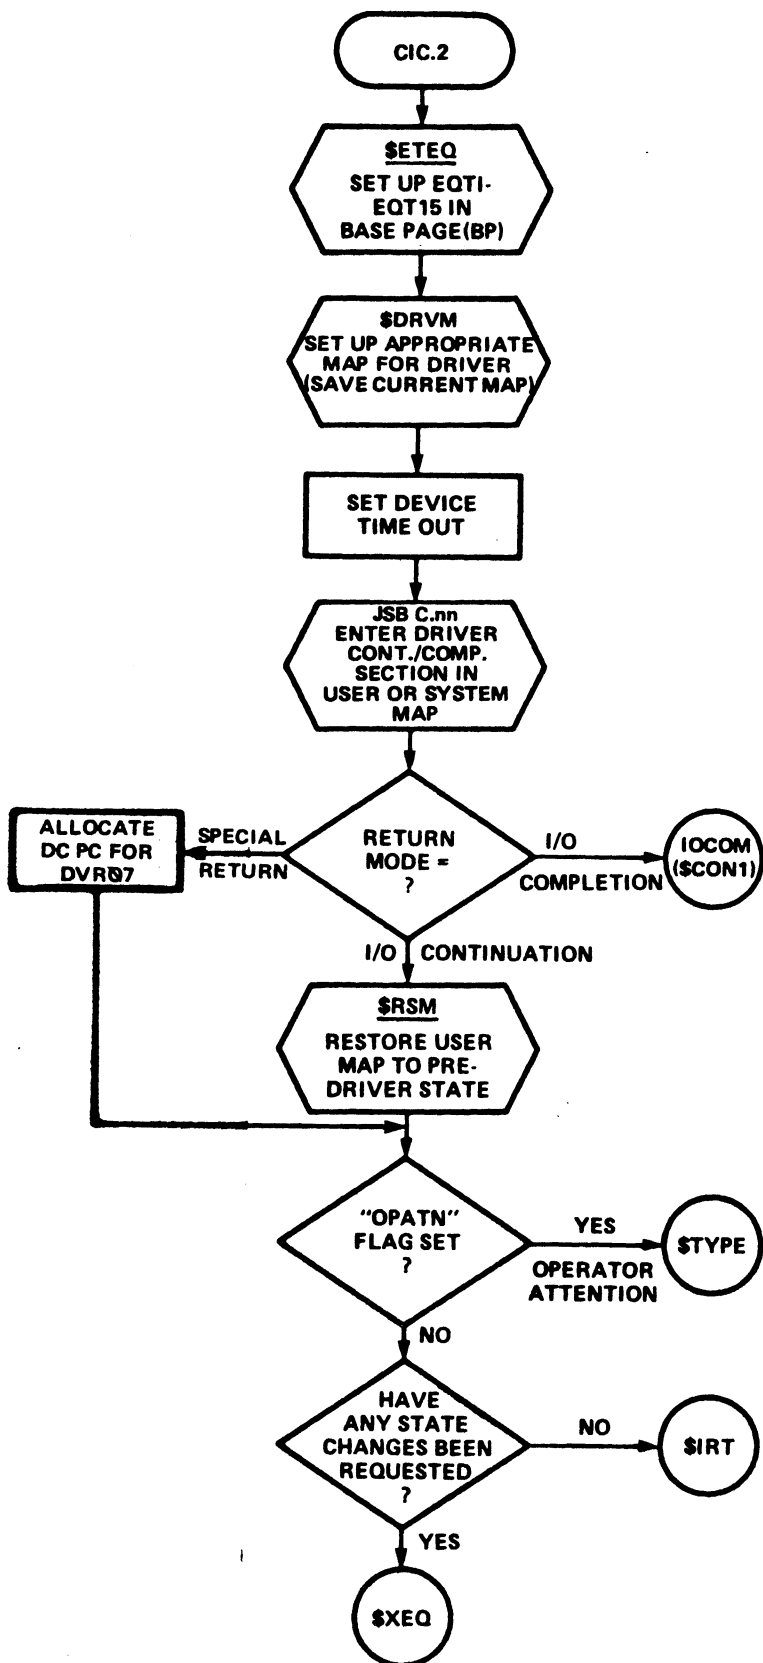 CIC.2
$ETEQ
SET UP EQTI-
EQT15 IN
BASE PAGE(BP)
$DRVM
SET UP APPROPRIATE
MAP FOR DRIVER
(SAVE CURRENT MAP)
SET DEVICE
TIME OUT
JSB C.nn
ENTER DRIVER
CONT./COMP.
SECTION IN
USER OR SYSTEM
MAP
ALLOCATE
DC PC FOR
DVR07
SPECIAL
RETURN
RETURN
MODE =
?
I/O
COMPLETION
IOCOM
($CON1)
I/O CONTINUATION
$RSM
RESTORE USER
MAP TO PRE-
DRIVER STATE
"OPATN"
FLAG SET
?
YES
OPERATOR
ATTENTION
$TYPE
NO
HAVE
ANY STATE
CHANGES BEEN
REQUESTED
?
NO
$IRT
YES
$XEQ